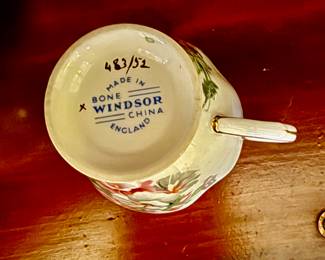 483/52
MADE IN
BONE
x WINDSOR
CHINA
ENGLAND